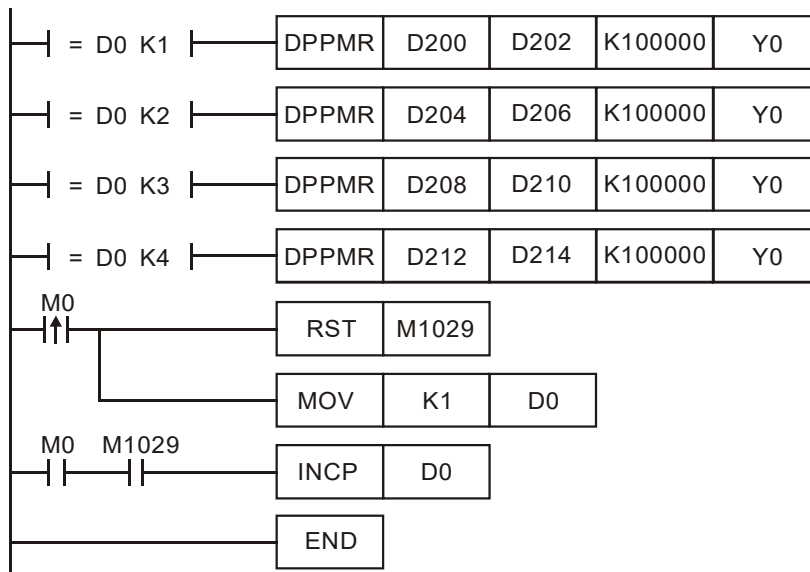 = D0 K1 DPPMR D200 D202 K100000 Y0
= D0 K2 DPPMR D204 D206 K100000 Y0
= D0 K3 DPPMR D208 D210 K100000 Y0
= D0 K4 DPPMR D212 D214 K100000 Y0
M0
RST M1029
MOV K1 D0
M0 M1029
INCP D0
END